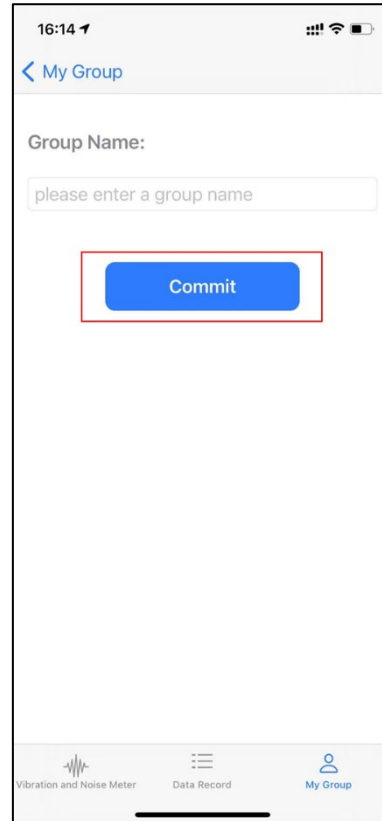 16:14
My Group
Group Name:
please enter a group name
Commit
Vibration and Noise Meter
Data Record
My Group